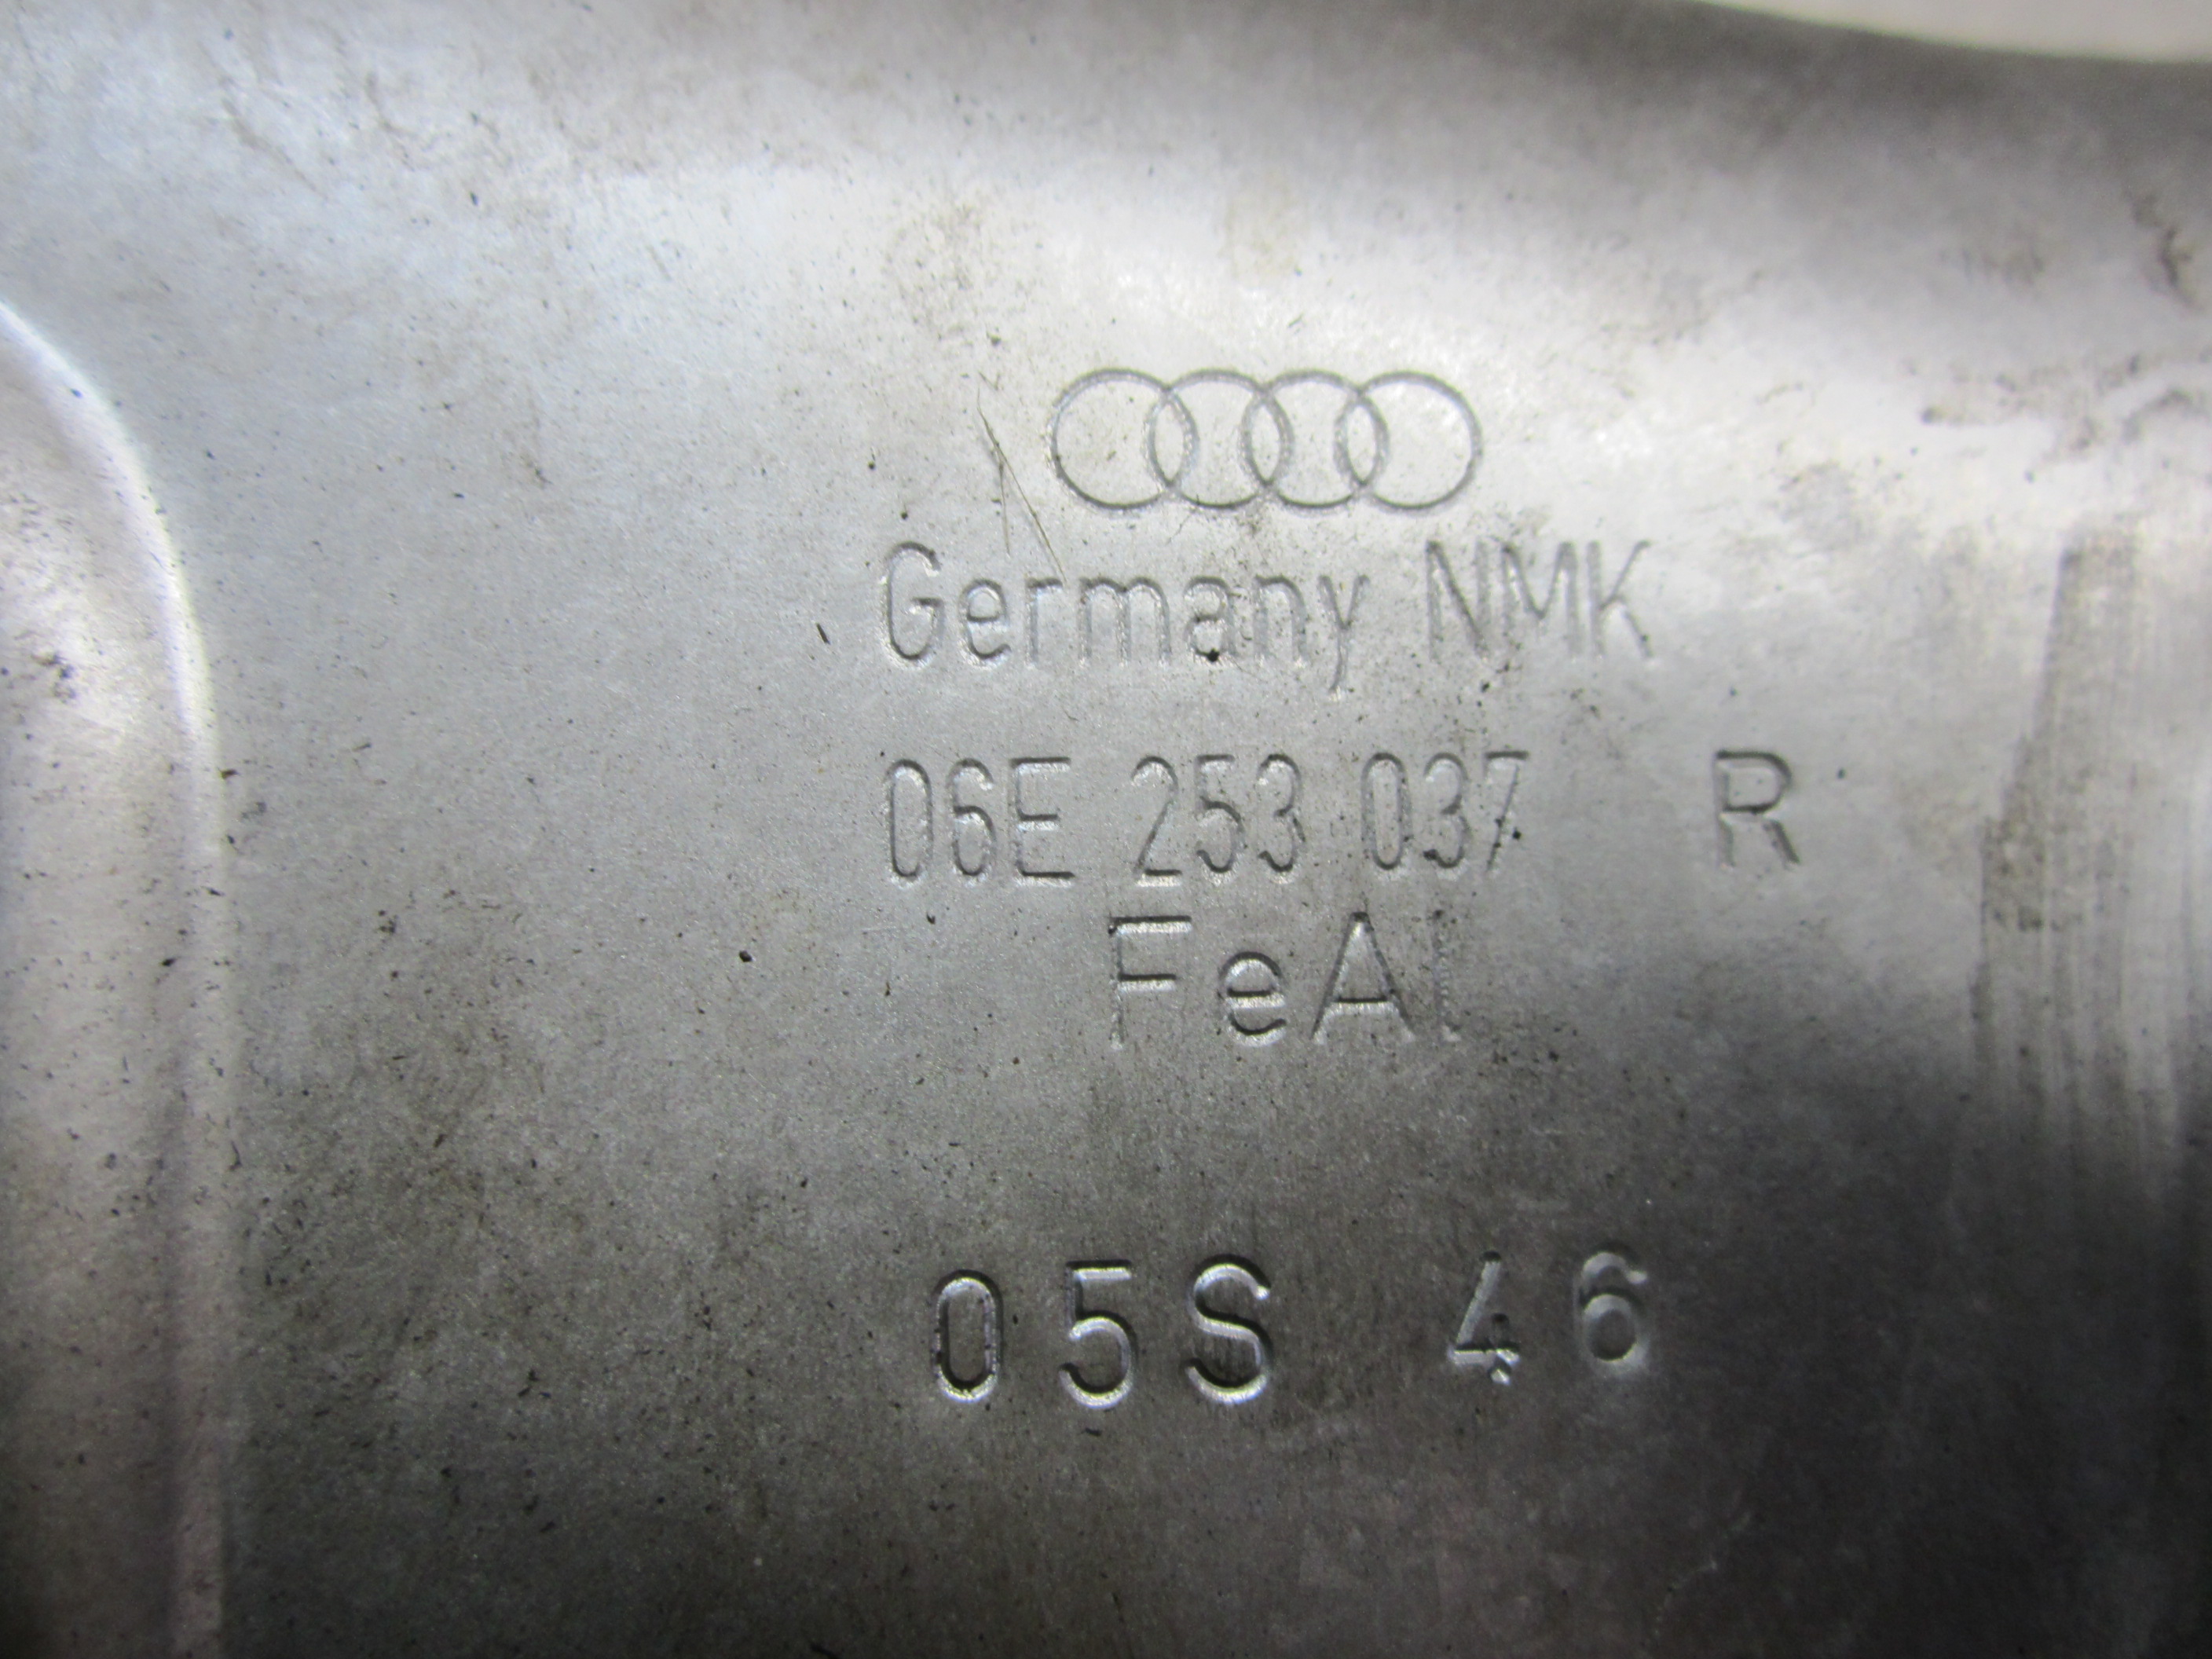 Germany NMK
06E 253 037 R
FeAl
05S 46